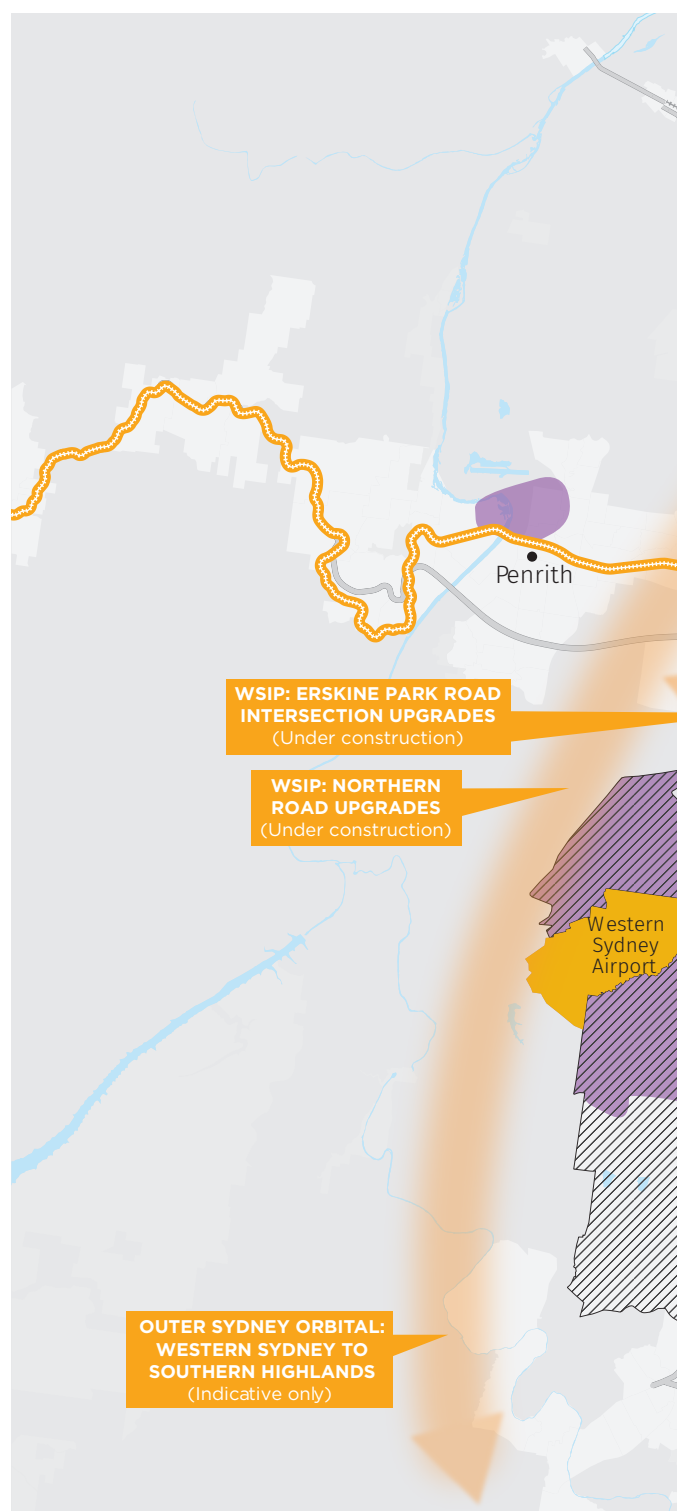 Penrith
WSIP: ERSKINE PARK ROAD
INTERSECTION UPGRADES
(Under construction)
WSIP: NORTHERN
ROAD UPGRADES
(Under construction)
Western
Sydney
Airport
OUTER SYDNEY ORBITAL:
WESTERN SYDNEY TO
SOUTHERN HIGHLANDS
(Indicative only)